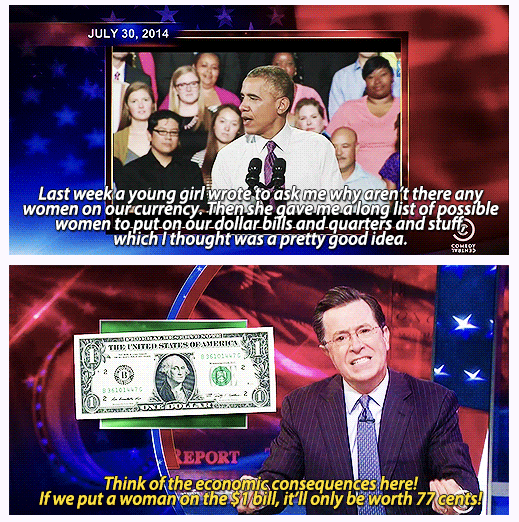 JULY 30, 2014
Last week a young girl wrote to ask me why aren't there any
women on our currency. Then she gave me a long list of possible
women to put on our dollar bills and quarters and stuff,
which I thought was a pretty good idea.
COMEDY
CENTRAL
THE UNITED STATES OF AMERICA
ONE DOLLAR
REPORT
Think of the economic consequences here!
If we put a woman on the $1 bill, it'll only be worth 77 cents!